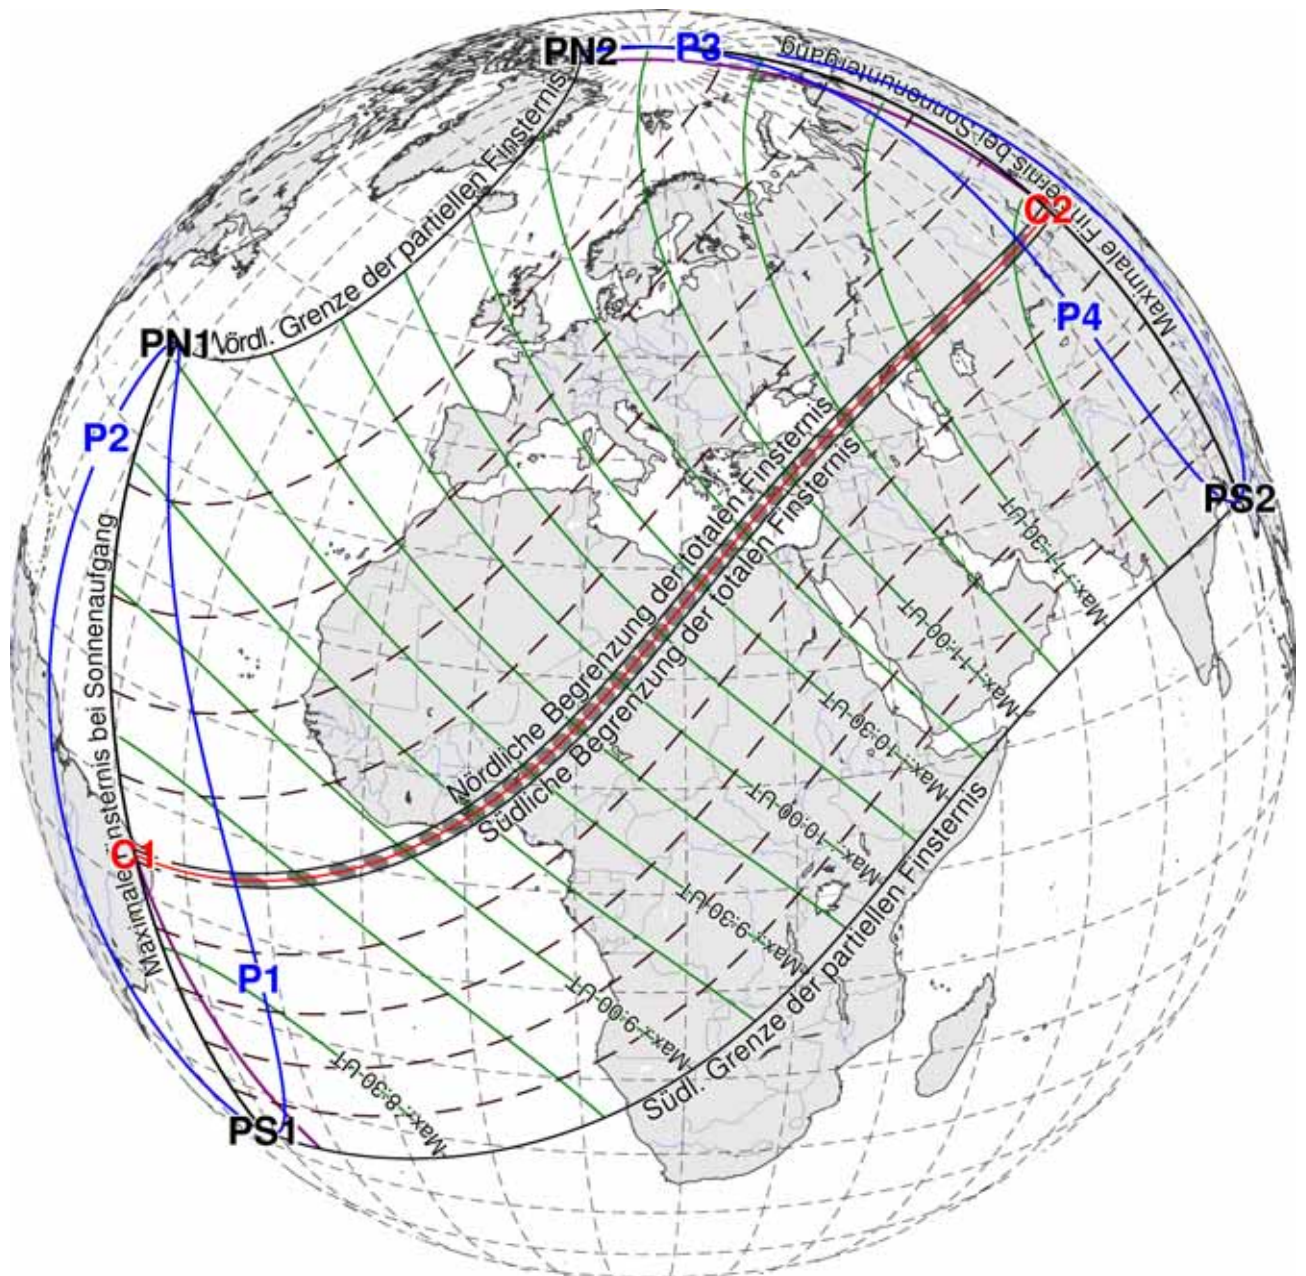 PN2
P3
Maximale Finsternis bei Sonnenuntergang
C2
Nördl. Grenze der partiellen Finsternis
PN1
P4
P2
PS2
Nördliche Begrenzung der totalen Finsternis
Südliche Begrenzung der totalen Finsternis
Maximale Finsternis bei Sonnenaufgang
C1
P1
PS1
Max.: 8:30 UT
Max.: 9:00 UT
Max.: 9:30 UT
Max.: 10:00 UT
Max.: 10:30 UT
Max.: 11:00 UT
Max.: 11:30 UT
Südl. Grenze der partiellen Finsternis